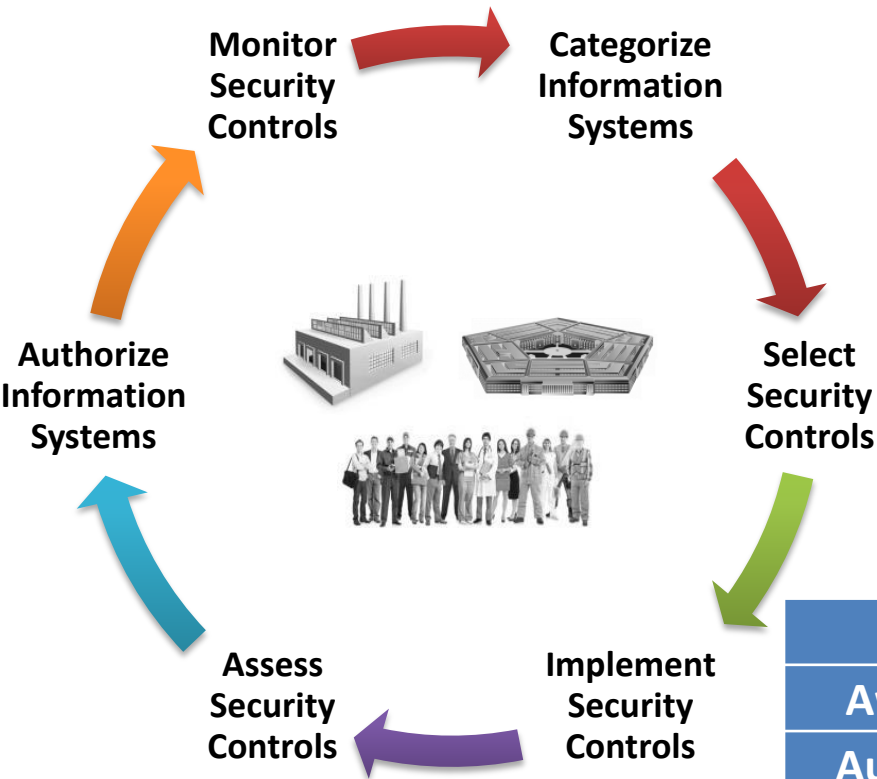 Monitor
Security
Controls
Categorize
Information
Systems
Select
Security
Controls
Implement
Security
Controls
Assess
Security
Controls
Authorize
Information
Systems